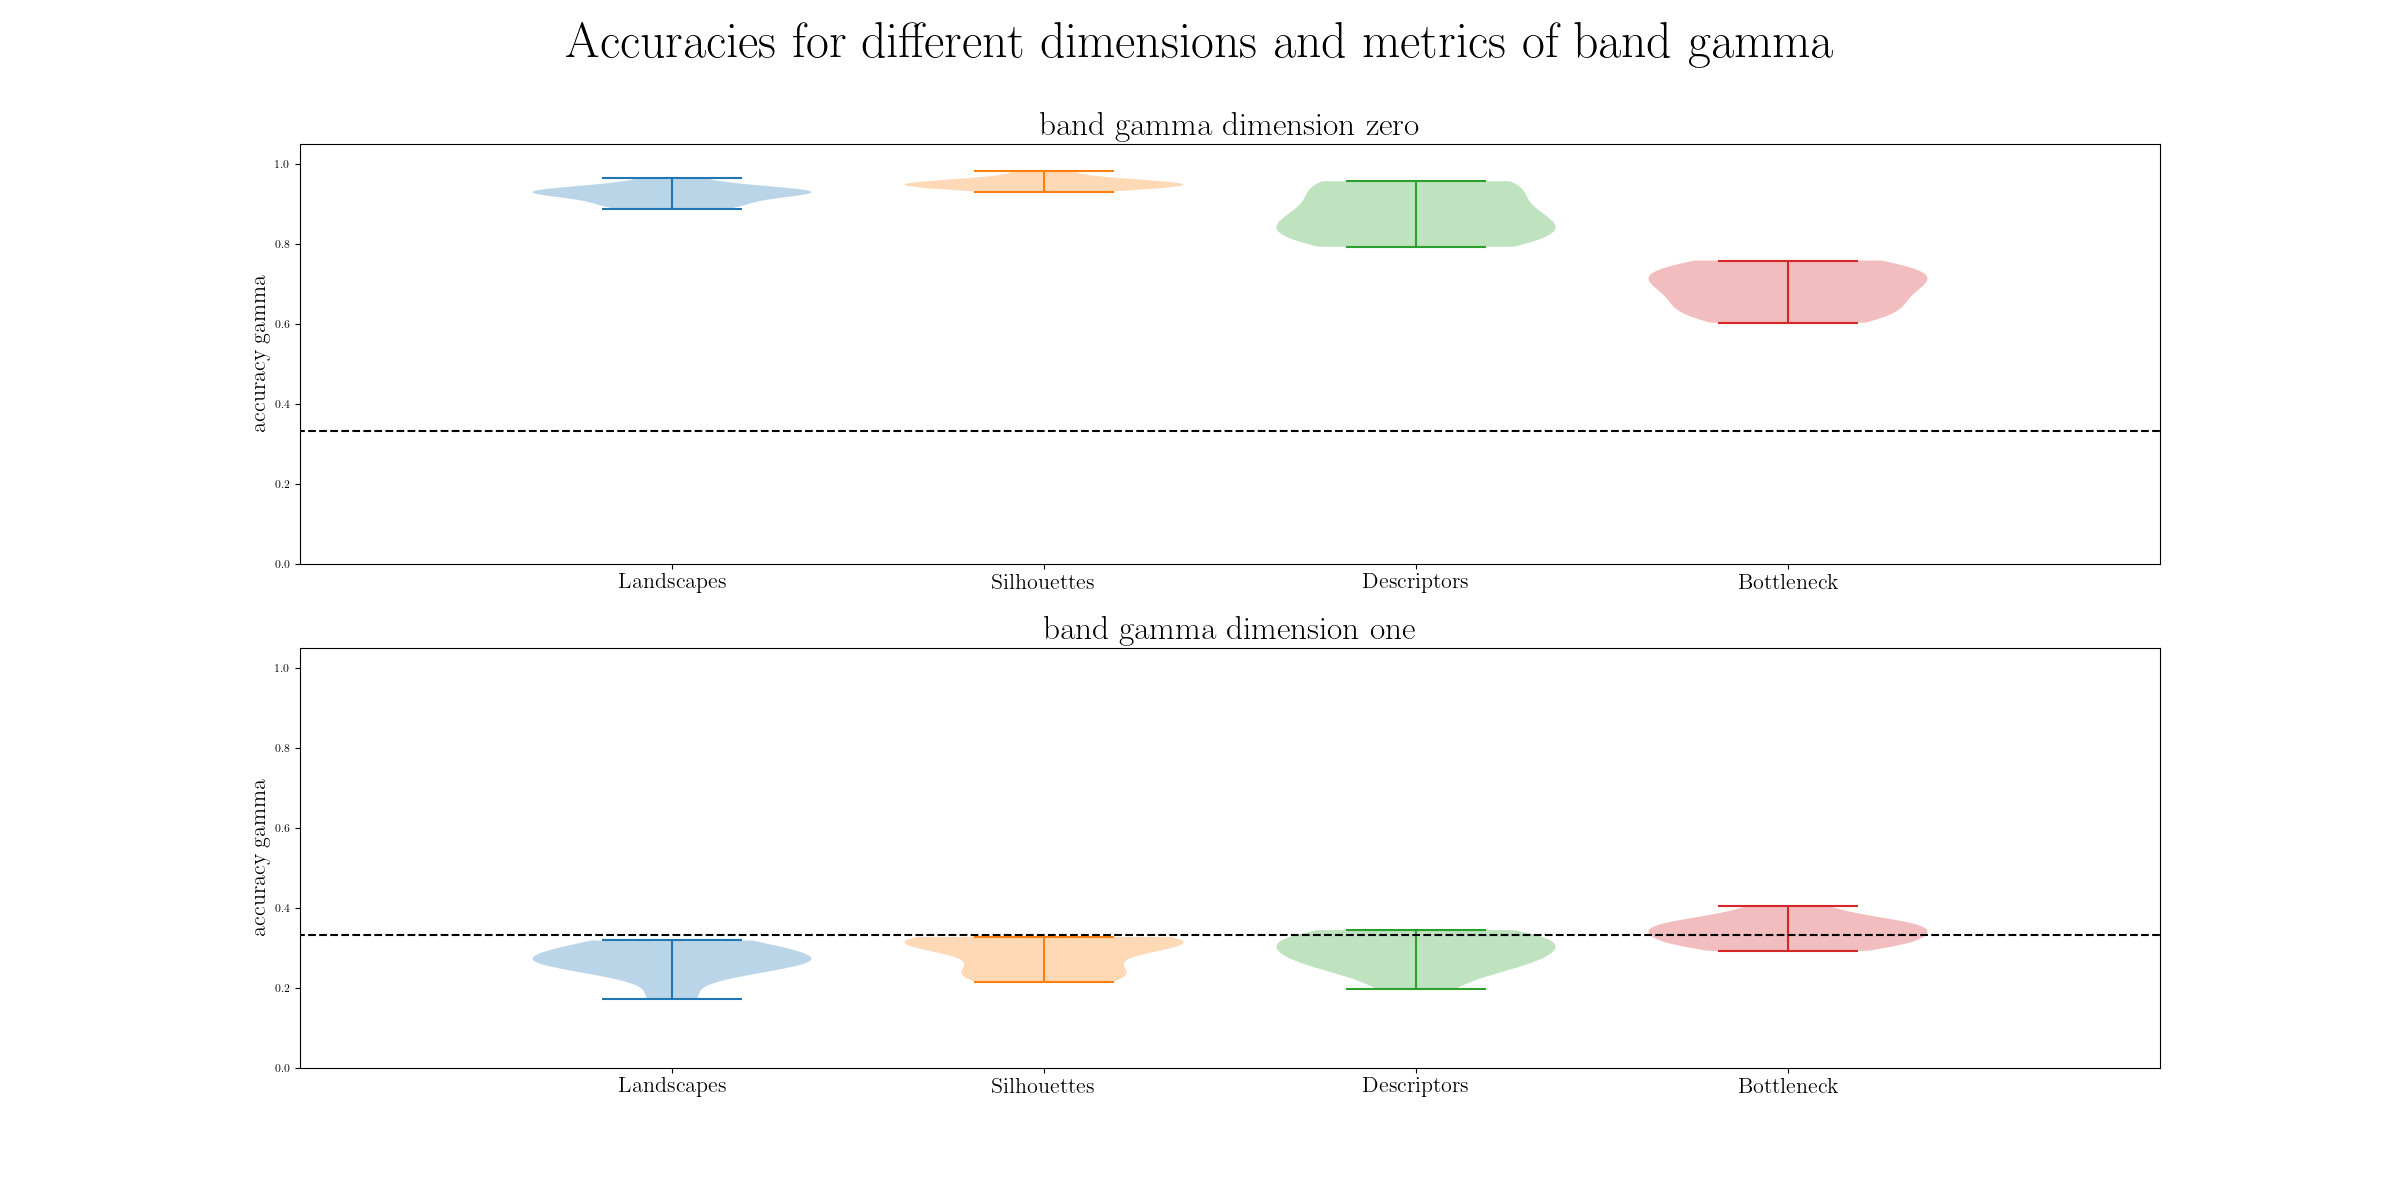 Accuracies for different dimensions and metrics of band gamma
band gamma dimension zero
accuracy gamma
1.0
0.8
0.6
0.4
0.2
0.0
Landscapes Silhouettes Descriptors Bottleneck
band gamma dimension one
accuracy gamma
1.0
0.8
0.6
0.4
0.2
0.0
Landscapes Silhouettes Descriptors Bottleneck